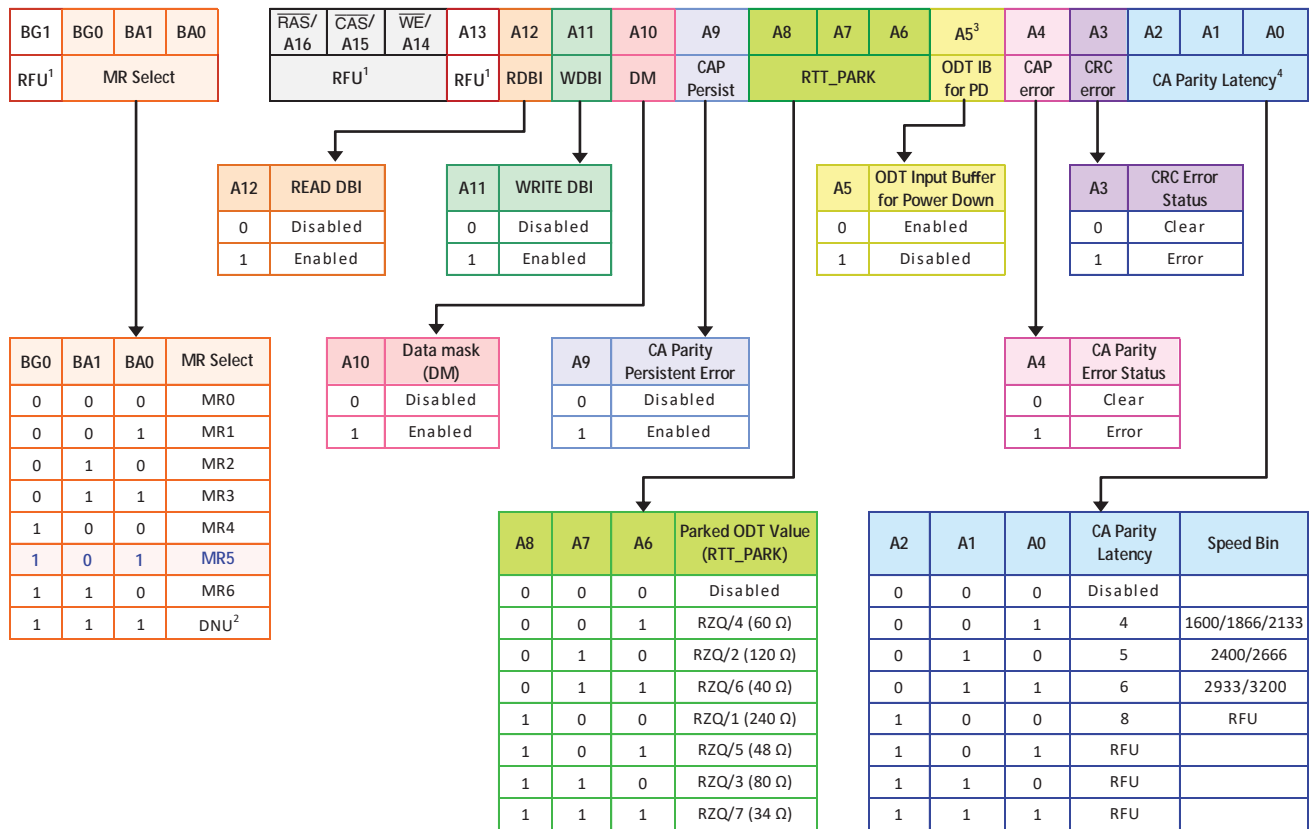 BG1 BG0 BA1 BA0 RAS/ A16 CAS/ A15 WE/ A14 A13 A12 A11 A10 A9 A8 A7 A6 A5³ A4 A3 A2 A1 A0
RFU¹ MR Select RFU¹ RFU¹ RDBI WDBI DM CAP Persist RTT_PARK ODT IB for PD CAP error CRC error CA Parity Latency⁴
A12 READ DBI
0 Disabled
1 Enabled
A11 WRITE DBI
0 Disabled
1 Enabled
A5 ODT Input Buffer for Power Down
0 Enabled
1 Disabled
A3 CRC Error Status
0 Clear
1 Error
BG0 BA1 BA0 MR Select
0 0 0 MR0
0 0 1 MR1
0 1 0 MR2
0 1 1 MR3
1 0 0 MR4
1 0 1 MR5
1 1 0 MR6
1 1 1 DNU²
A10 Data mask (DM)
0 Disabled
1 Enabled
A9 CA Parity Persistent Error
0 Disabled
1 Enabled
A4 CA Parity Error Status
0 Clear
1 Error
A8 A7 A6 Parked ODT Value (RTT_PARK)
0 0 0 Disabled
0 0 1 RZQ/4 (60 Ω)
0 1 0 RZQ/2 (120 Ω)
0 1 1 RZQ/6 (40 Ω)
1 0 0 RZQ/1 (240 Ω)
1 0 1 RZQ/5 (48 Ω)
1 1 0 RZQ/3 (80 Ω)
1 1 1 RZQ/7 (34 Ω)
A2 A1 A0 CA Parity Latency Speed Bin
0 0 0 Disabled
0 0 1 4 1600/1866/2133
0 1 0 5 2400/2666
0 1 1 6 2933/3200
1 0 0 8 RFU
1 0 1 RFU
1 1 0 RFU
1 1 1 RFU